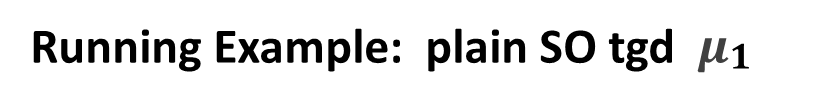 Running Example: plain SO tgd μ₁